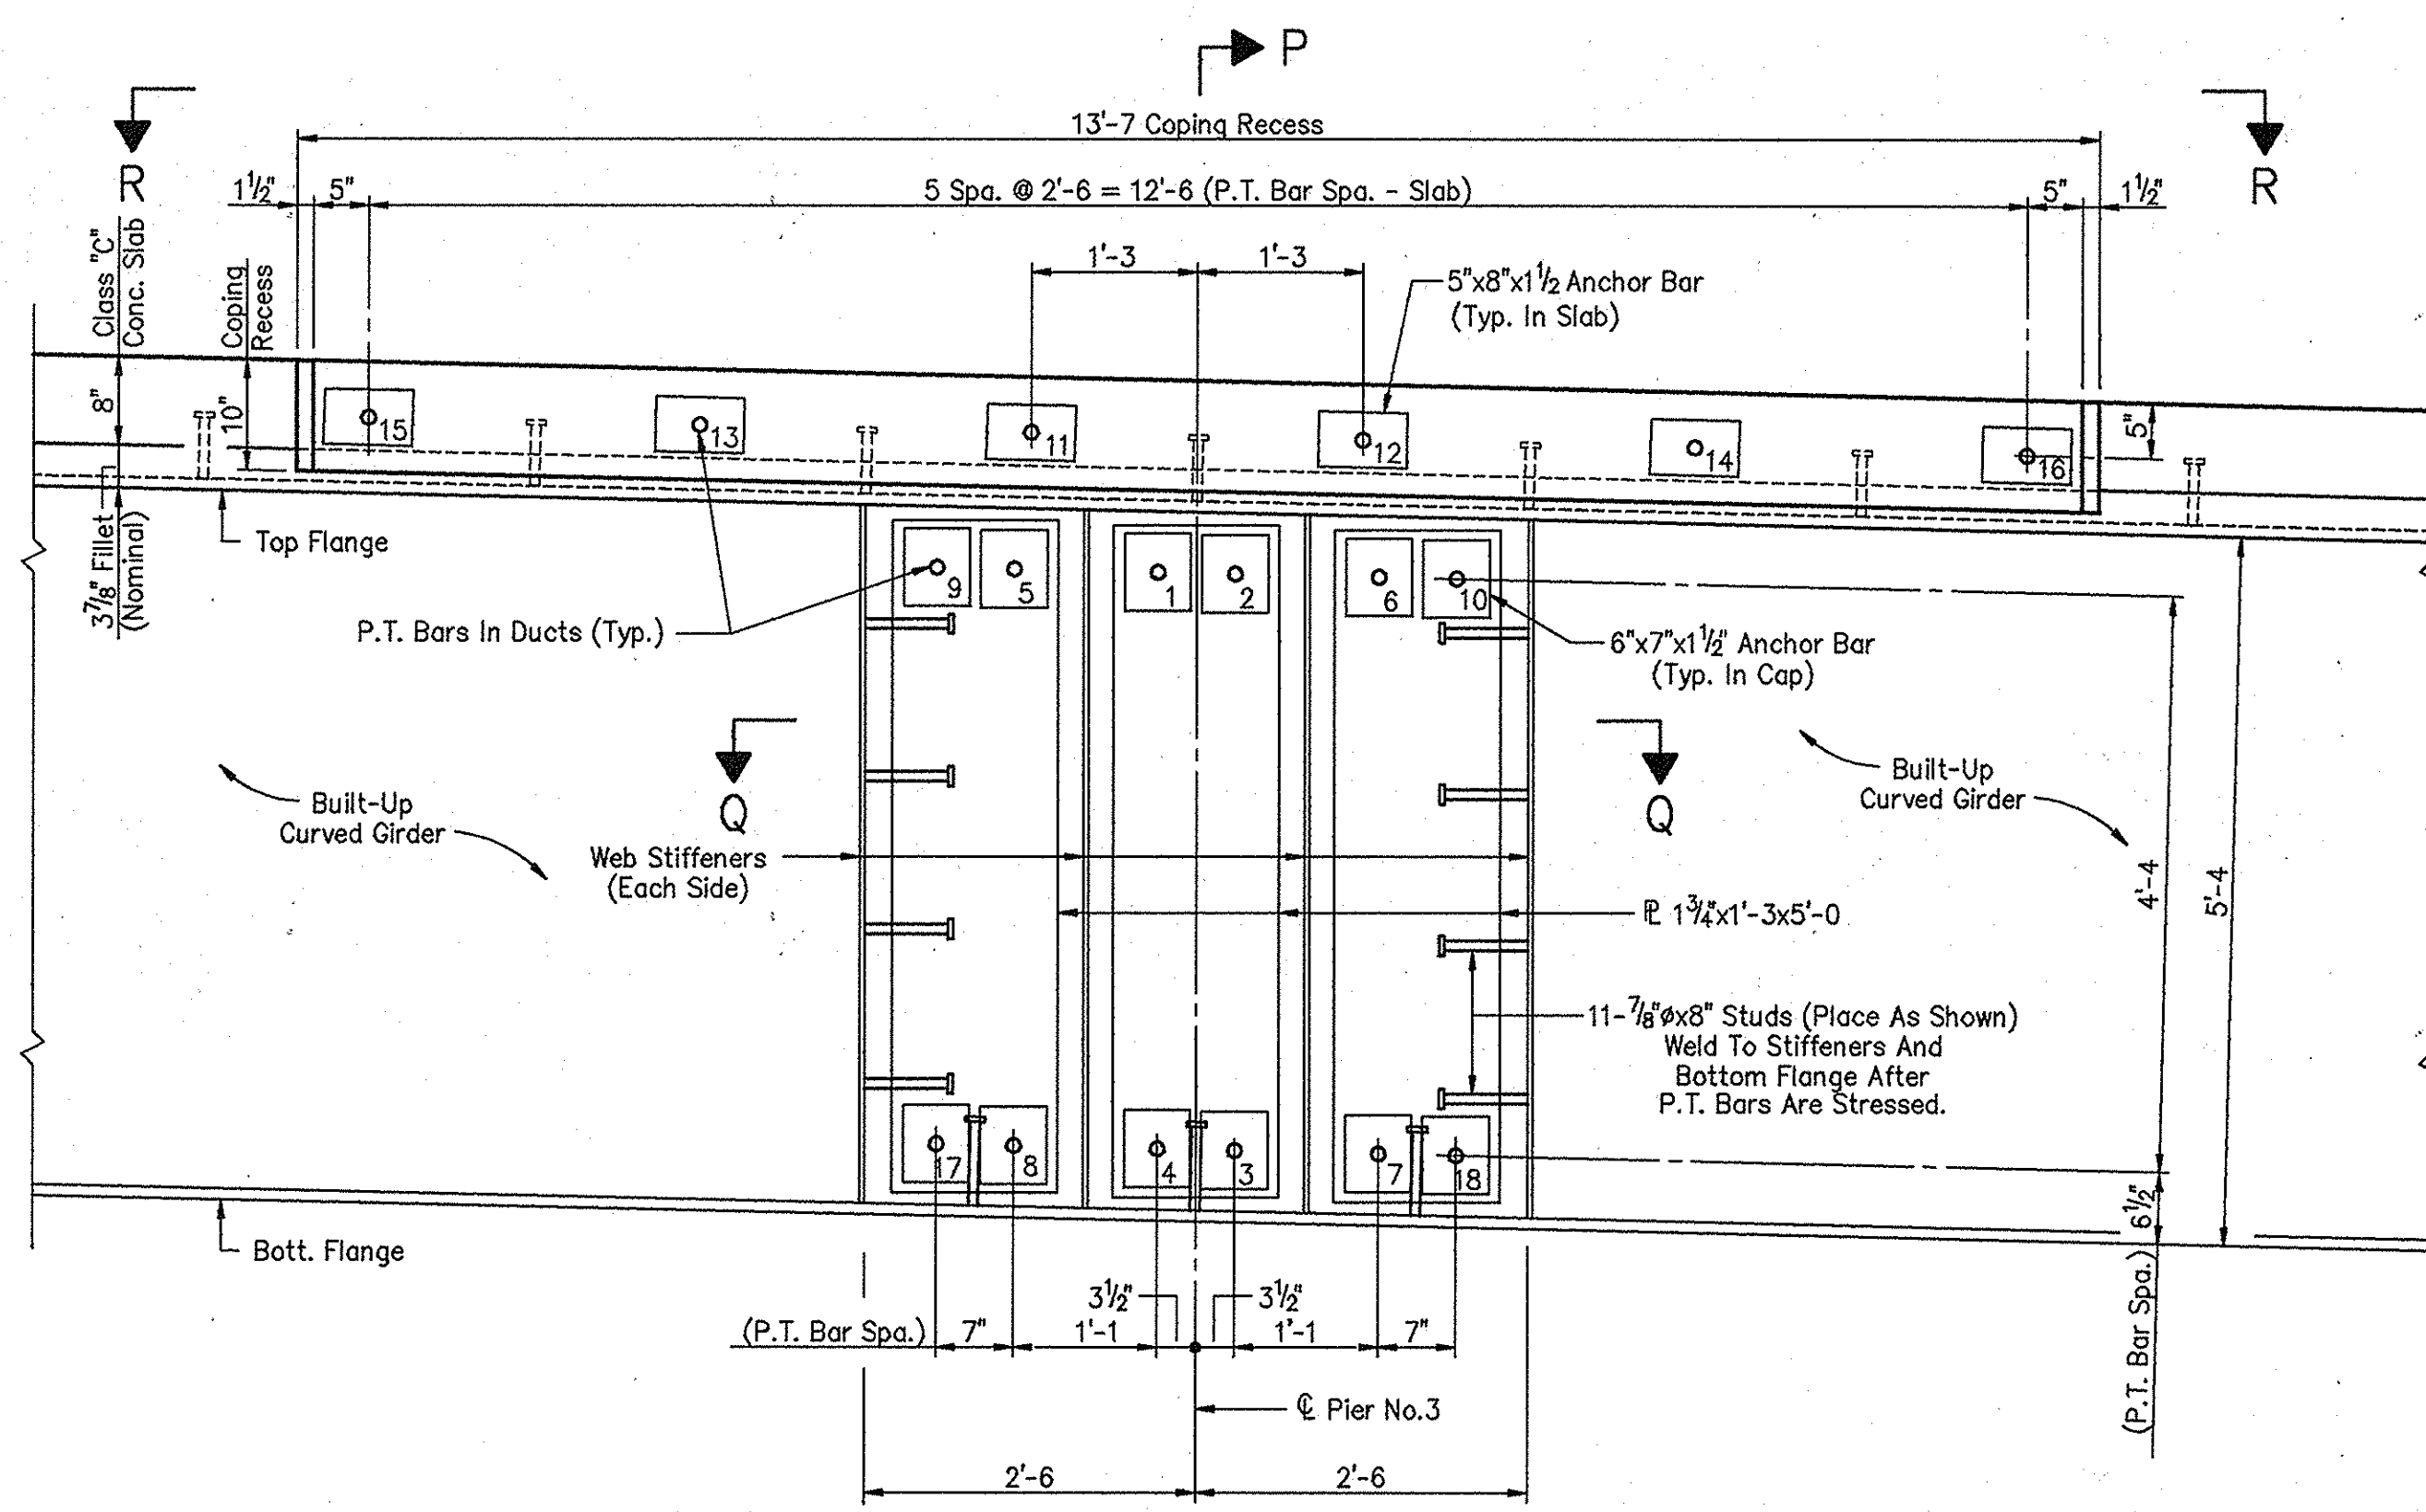 P
13'-7 Coping Recess
R
R
1½"
5"
5 Spa. @ 2'-6 = 12'-6 (P.T. Bar Spa. - Slab)
5"
1½"
Class "C"
Conc. Slab
Coping
Recess
1'-3
1'-3
5"x8"x1½ Anchor Bar
(Typ. In Slab)
8"
10"
5"
15
13
11
12
14
16
3⅞" Fillet
(Nominal)
Top Flange
9
5
1
2
6
10
P.T. Bars In Ducts (Typ.)
6"x7"x1½" Anchor Bar
(Typ. In Cap)
Q
Q
Built-Up
Curved Girder
Built-Up
Curved Girder
Web Stiffeners
(Each Side)
4'-4
5'-4
℄ 1¾"x1'-3x5'-0
11-⅞"øx8" Studs (Place As Shown)
Weld To Stiffeners And
Bottom Flange After
P.T. Bars Are Stressed.
17
8
4
3
7
18
6½"
(P.T. Bar Spa.)
Bott. Flange
3½"
3½"
(P.T. Bar Spa.)
7"
1'-1
1'-1
7"
℄ Pier No.3
2'-6
2'-6